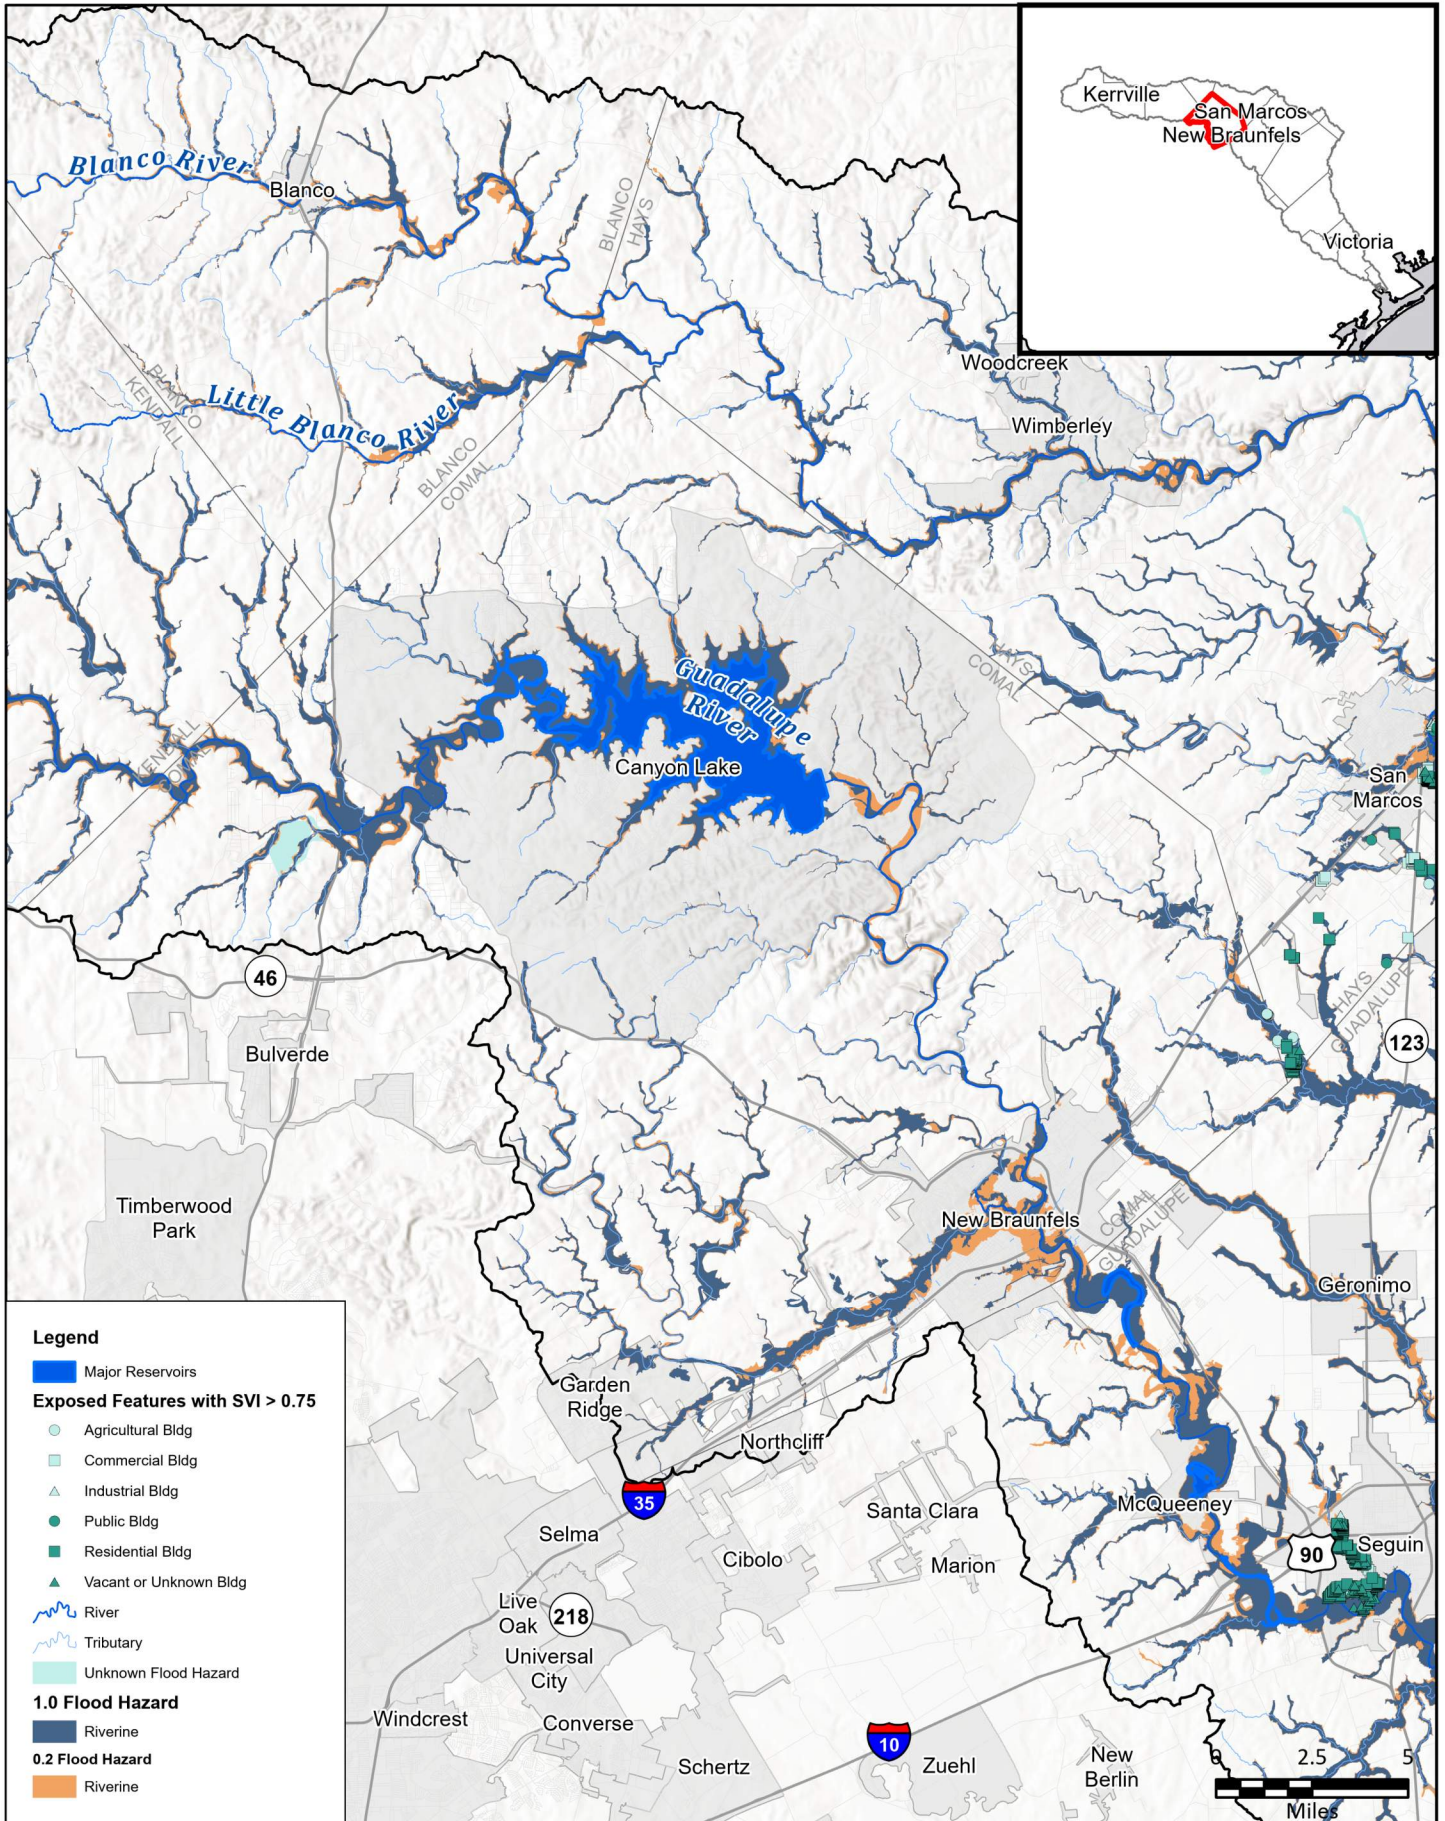 Kerrville
San Marcos
New Braunfels
Victoria
Blanco River
Blanco
BLANCO
HAYS
Woodcreek
Wimberley
BLANCO
KENDALL
Little Blanco River
BLANCO
COMAL
HAYS
COMAL
Guadalupe
River
Canyon Lake
KENDALL
COMAL
San
Marcos
46
Bulverde
HAYS
GUADALUPE
123
Timberwood
Park
New Braunfels
COMAL
GUADALUPE
Geronimo
Garden
Ridge
Northcliff
35
Selma
Santa Clara
McQueeney
Cibolo
Marion
90
Seguin
Live
Oak
218
Universal
City
Windcrest
Converse
10
Schertz
Zuehl
New
Berlin
Legend
Major Reservoirs
Exposed Features with SVI > 0.75
Agricultural Bldg
Commercial Bldg
Industrial Bldg
Public Bldg
Residential Bldg
Vacant or Unknown Bldg
River
Tributary
Unknown Flood Hazard
1.0 Flood Hazard
Riverine
0.2 Flood Hazard
Riverine
0 2.5 5
Miles